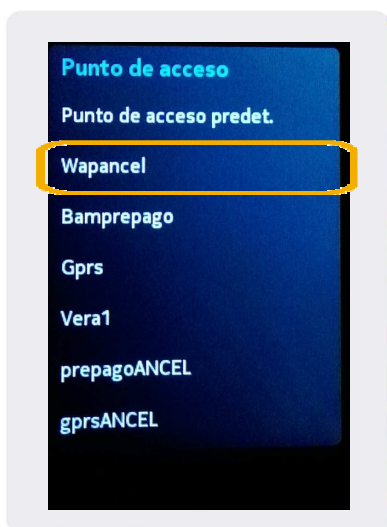 Punto de acceso
Punto de acceso predet.
Wapancel
Bamprepago
Gprs
Vera1
prepagoANCEL
gprsANCEL